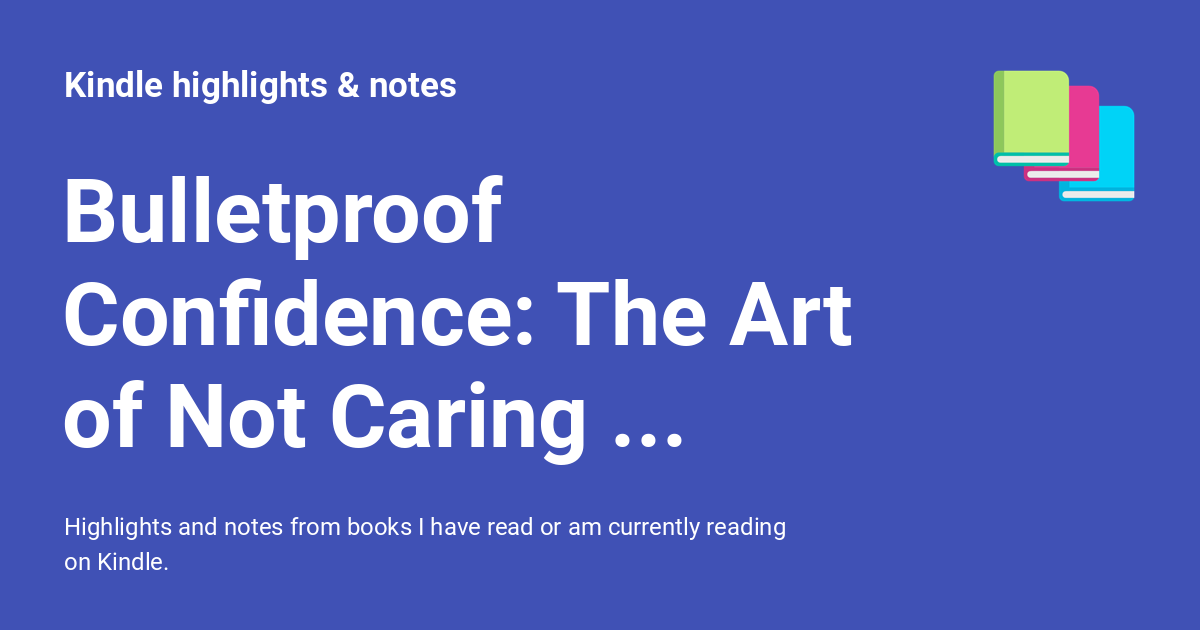 Kindle highlights & notes
Bulletproof
Confidence: The Art
of Not Caring ...
Highlights and notes from books I have read or am currently reading
on Kindle.